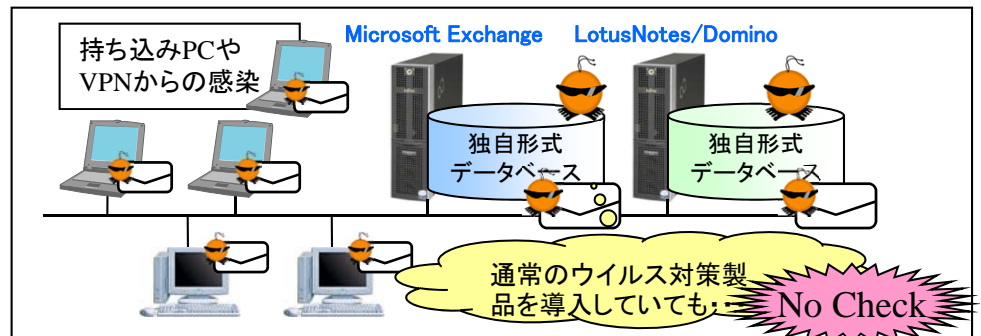 持ち込みPCや
VPNからの感染
Microsoft Exchange
LotusNotes/Domino
独自形式
データベース
独自形式
データベース
通常のウイルス対策製
品を導入していても・・
No Check